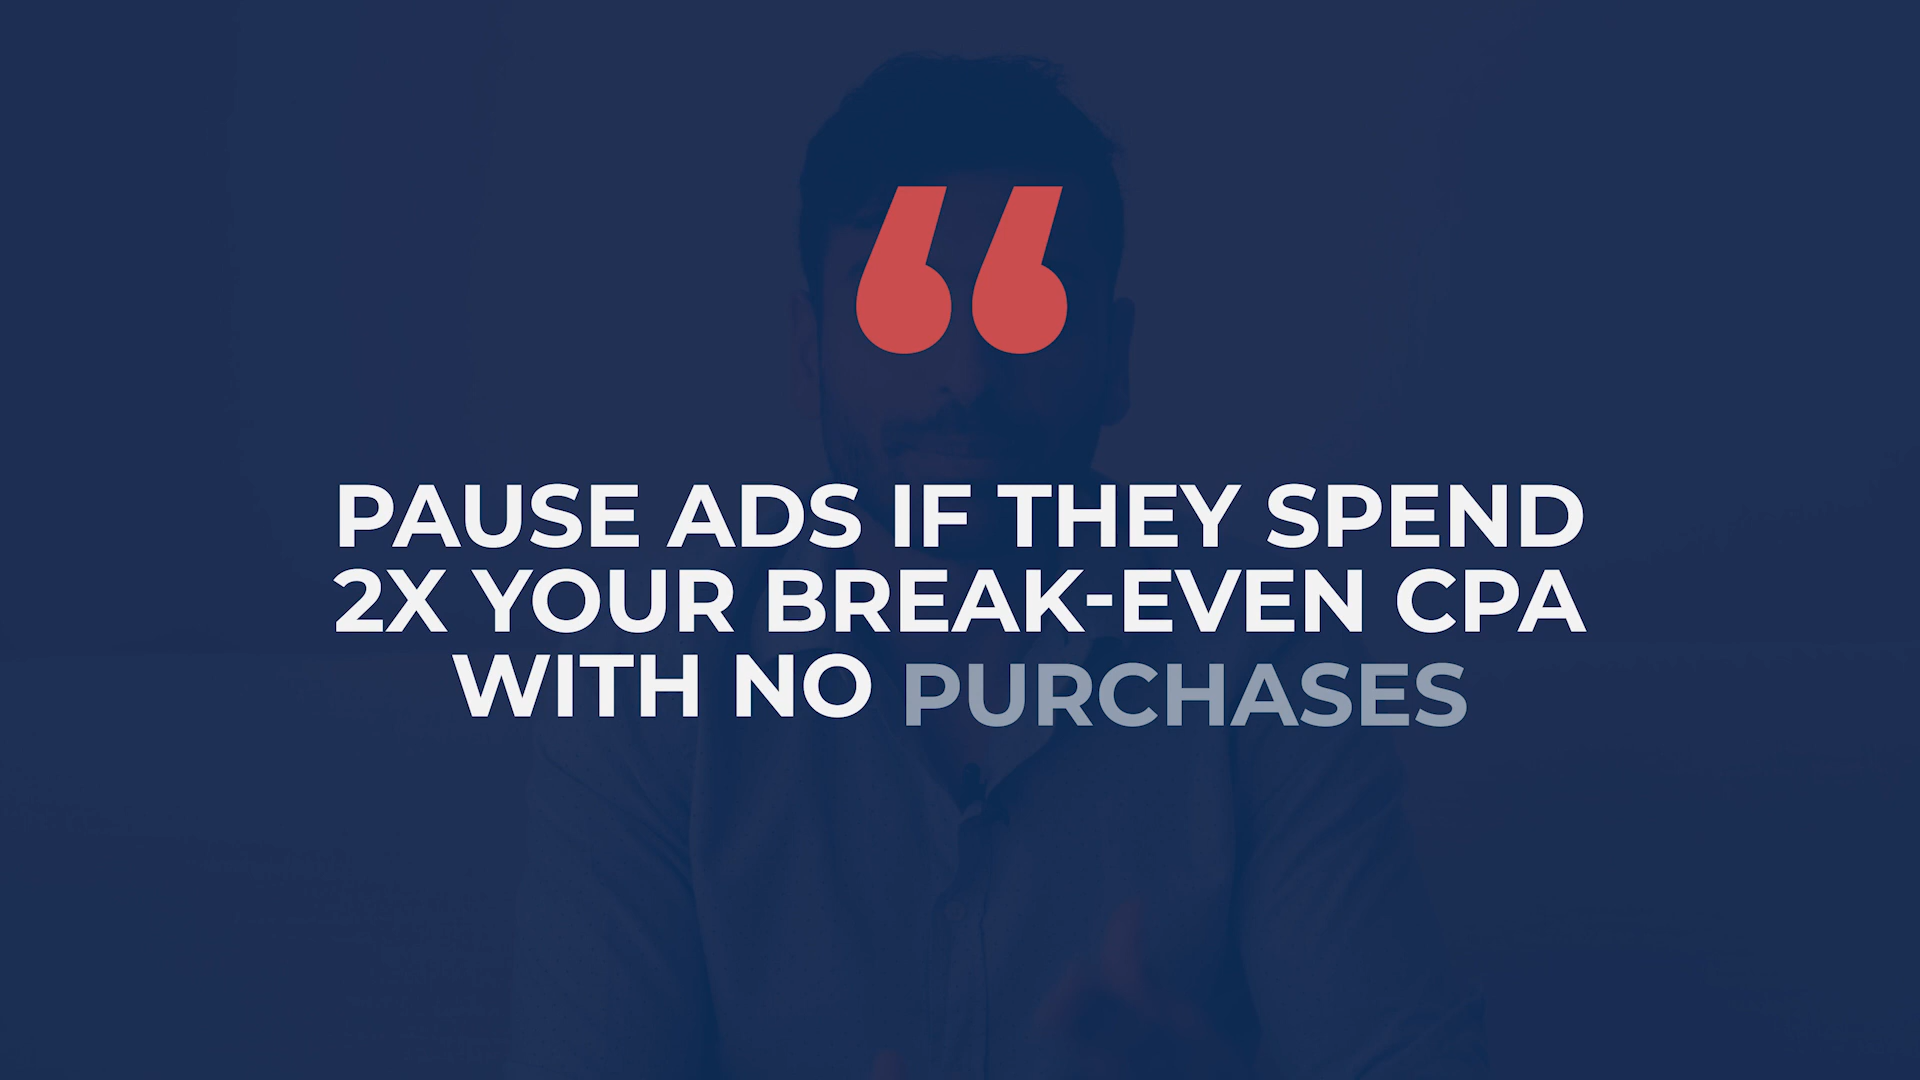 “
PAUSE ADS IF THEY SPEND
2X YOUR BREAK-EVEN CPA
WITH NO PURCHASES